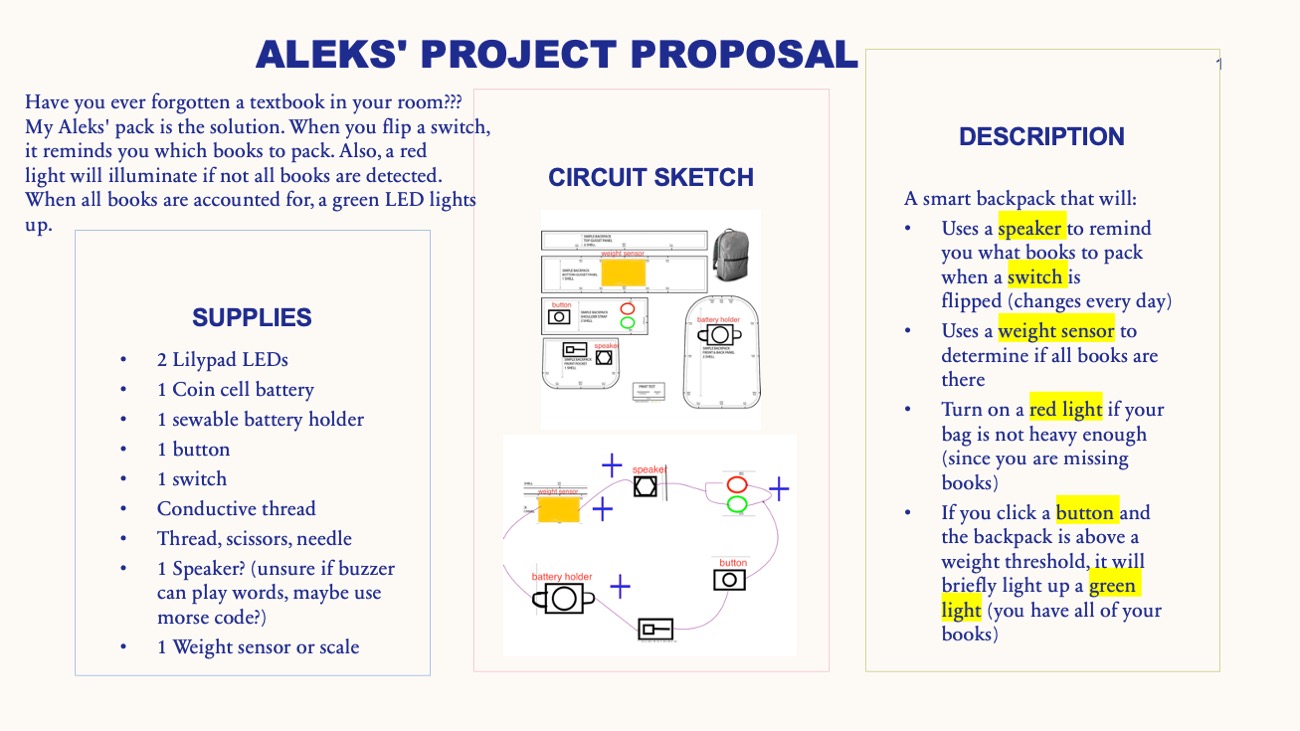 ALEKS' PROJECT PROPOSAL
1
Have you ever forgotten a textbook in your room???
My Aleks' pack is the solution. When you flip a switch,
it reminds you which books to pack. Also, a red
light will illuminate if not all books are detected.
When all books are accounted for, a green LED lights
up.
SUPPLIES
• 2 Lilypad LEDs
• 1 Coin cell battery
• 1 sewable battery holder
• 1 button
• 1 switch
• Conductive thread
• Thread, scissors, needle
• 1 Speaker? (unsure if buzzer
can play words, maybe use
morse code?)
• 1 Weight sensor or scale
CIRCUIT SKETCH
SIMPLE BACKPACK
TOP GUSSET PANEL
2 SHELL
weight sensor
SIMPLE BACKPACK
BOTTOM GUSSET PANEL
1 SHELL
button
SIMPLE BACKPACK
SHOULDER STRAP
2 SHELL
battery holder
SIMPLE BACKPACK
FRONT & BACK PANEL
2 SHELL
speaker
SIMPLE BACKPACK
FRONT POCKET
1 SHELL
PRINT TEST
speaker
weight sensor
button
battery holder
DESCRIPTION
A smart backpack that will:
• Uses a speaker to remind
you what books to pack
when a switch is
flipped (changes every day)
• Uses a weight sensor to
determine if all books are
there
• Turn on a red light if your
bag is not heavy enough
(since you are missing
books)
• If you click a button and
the backpack is above a
weight threshold, it will
briefly light up a green
light (you have all of your
books)